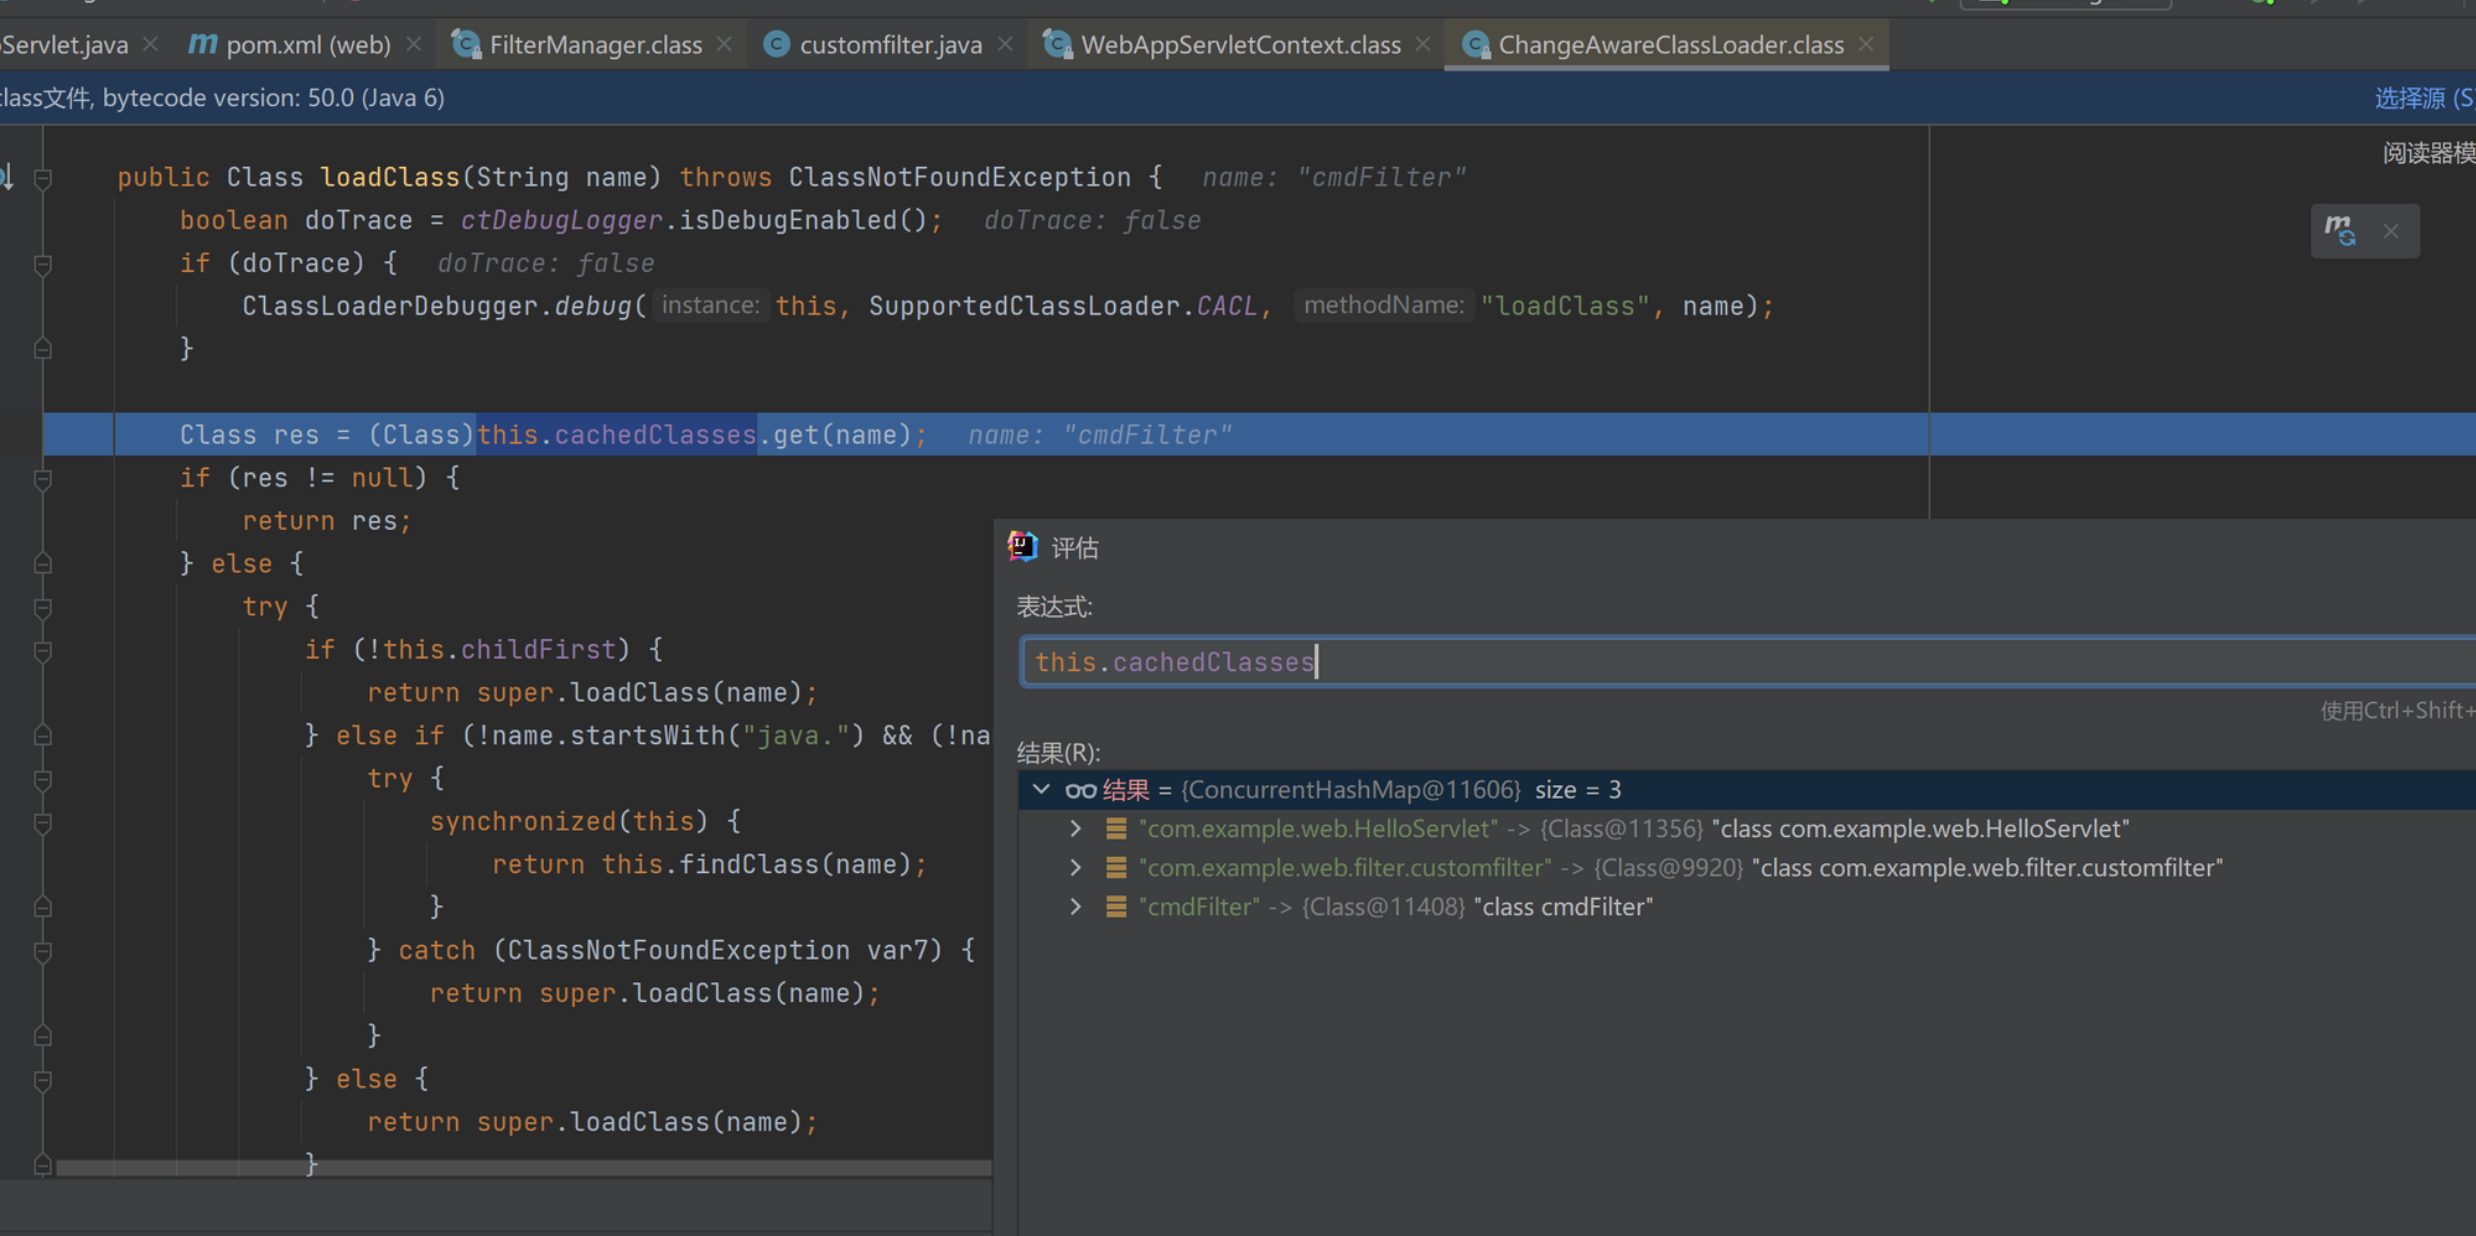 Servlet.java
pom.xml (web)
FilterManager.class
customfilter.java
WebAppServletContext.class
ChangeAwareClassLoader.class
class文件, bytecode version: 50.0 (Java 6)
选择源 (S
阅读器模
public Class loadClass(String name) throws ClassNotFoundException {   name: "cmdFilter"
boolean doTrace = ctDebugLogger.isDebugEnabled();   doTrace: false
if (doTrace) {   doTrace: false
ClassLoaderDebugger.debug( instance: this, SupportedClassLoader.CACL, methodName: "loadClass", name);
}
Class res = (Class)this.cachedClasses.get(name);   name: "cmdFilter"
if (res != null) {
return res;
} else {
try {
if (!this.childFirst) {
return super.loadClass(name);
} else if (!name.startsWith("java.") && (!na
try {
synchronized(this) {
return this.findClass(name);
}
} catch (ClassNotFoundException var7) {
return super.loadClass(name);
}
} else {
return super.loadClass(name);
}
评估
表达式:
this.cachedClasses
使用Ctrl+Shift+
结果(R):
结果 = {ConcurrentHashMap@11606} size = 3
"com.example.web.HelloServlet" -> {Class@11356} "class com.example.web.HelloServlet"
"com.example.web.filter.customfilter" -> {Class@9920} "class com.example.web.filter.customfilter"
"cmdFilter" -> {Class@11408} "class cmdFilter"